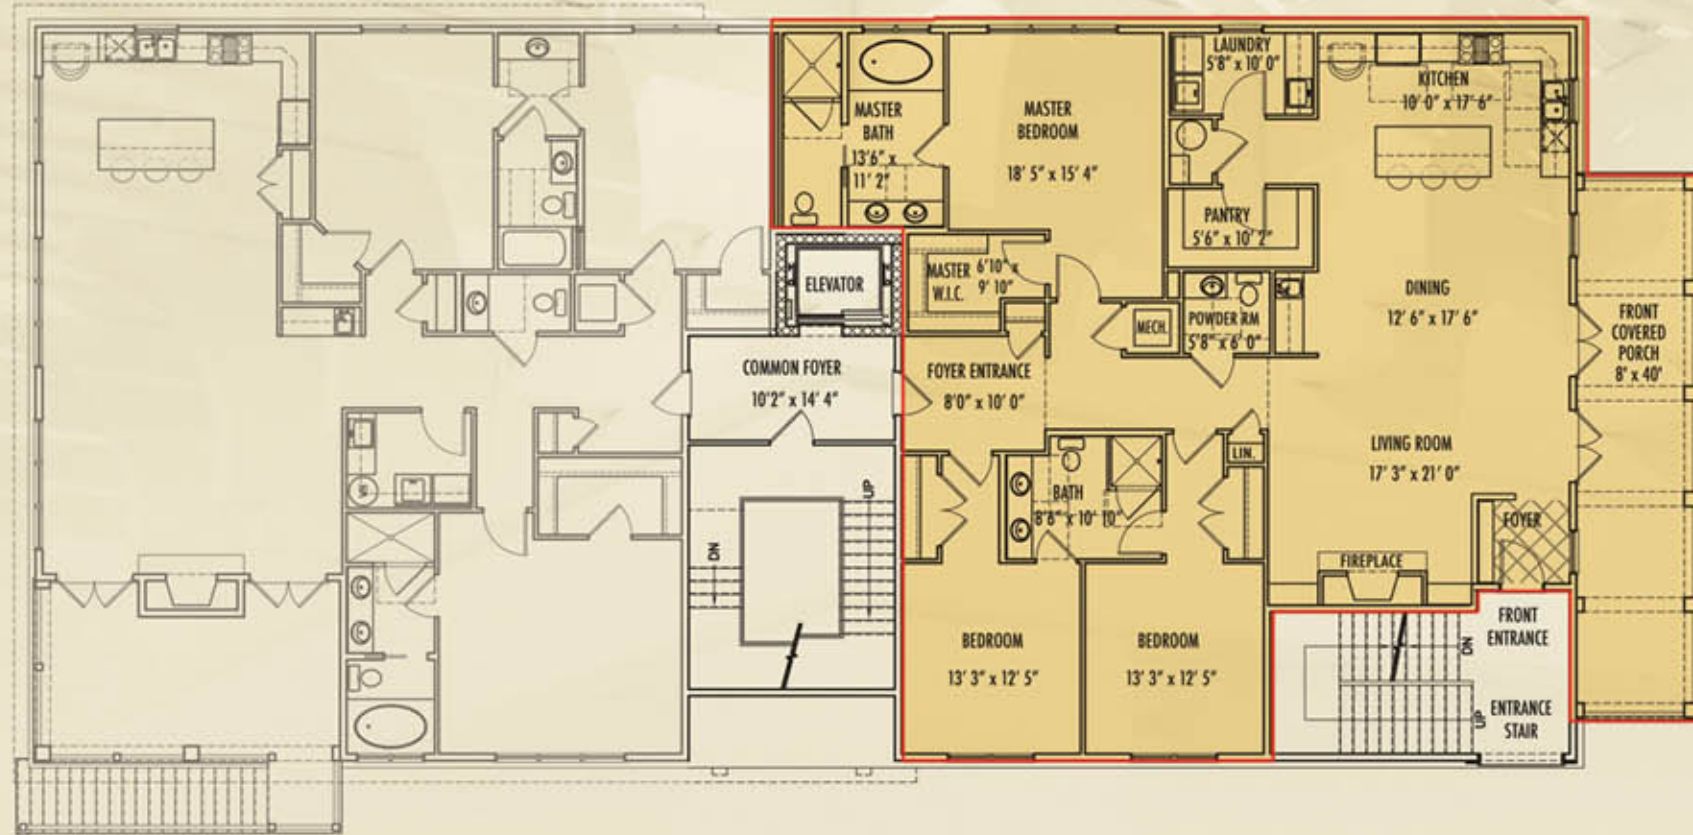 LAUNDRY
5'8" x 10' 0"
KITCHEN
10' 0" x 17' 6"
MASTER
BATH
13'6" x
11' 2"
MASTER
BEDROOM
18' 5" x 15' 4"
PANTRY
5'6" x 10' 2"
ELEVATOR
MASTER
W.I.C.
6'10" x
9' 10"
MECH.
POWDER RM
5'8" x 6' 0"
DINING
12' 6" x 17' 6"
FRONT
COVERED
PORCH
8' x 40'
COMMON FOYER
10'2" x 14' 4"
FOYER ENTRANCE
8'0" x 10' 0"
LIVING ROOM
17' 3" x 21' 0"
LIN.
BATH
8'6" x 10' 10"
UP
DN
FOYER
FIREPLACE
BEDROOM
13' 3" x 12' 5"
BEDROOM
13' 3" x 12' 5"
FRONT
ENTRANCE
DN
UP
ENTRANCE
STAIR